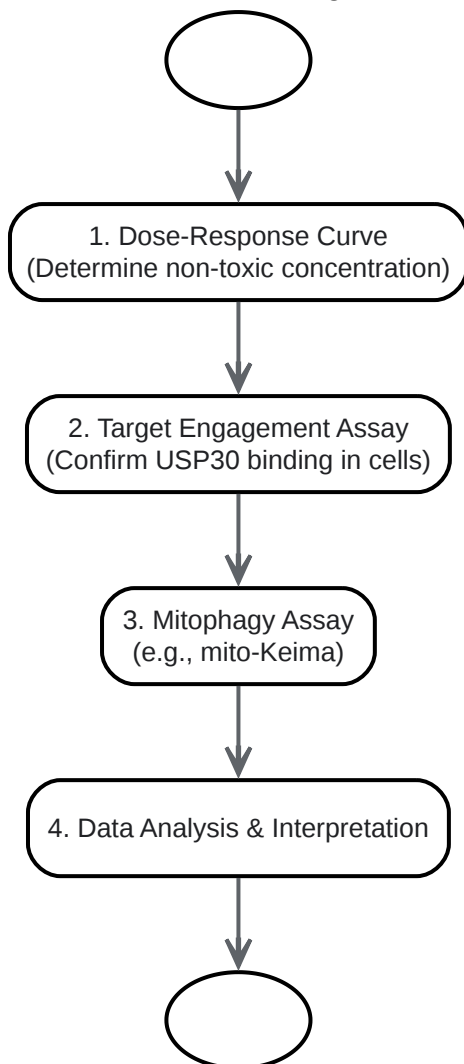 1. Dose-Response Curve
(Determine non-toxic concentration)
2. Target Engagement Assay
(Confirm USP30 binding in cells)
3. Mitophagy Assay
(e.g., mito-Keima)
4. Data Analysis & Interpretation